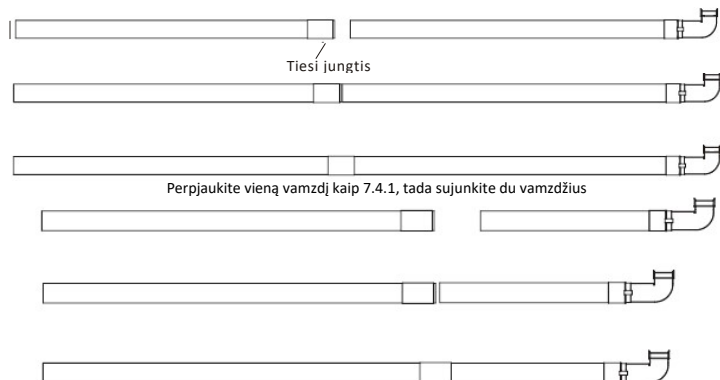 Tiesi jungtis
Perpjaukite vieną vamzdį kaip 7.4.1, tada sujunkite du vamzdžius